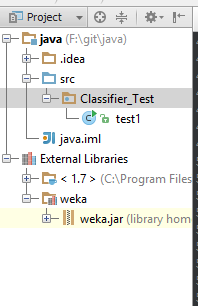 Project
java (F:\git\java)
.idea
src
Classifier_Test
test1
java.iml
External Libraries
< 1.7 > (C:\Program Files
weka
weka.jar (library hom